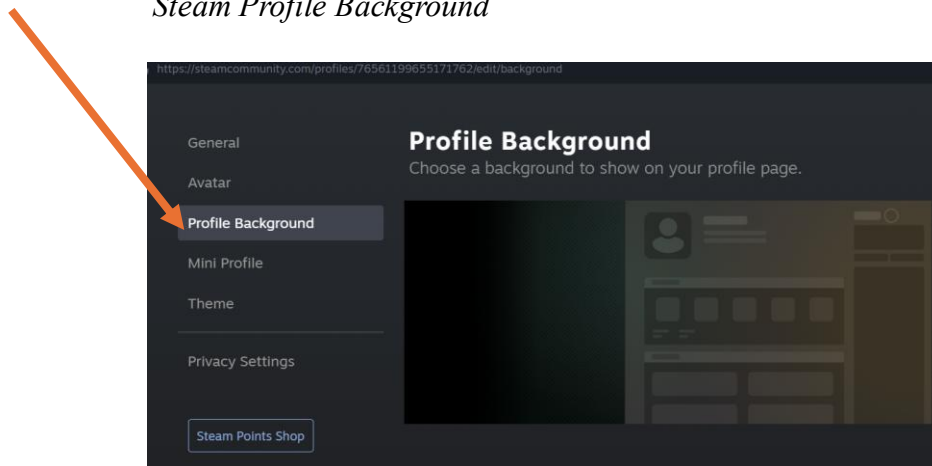 Steam Profile Background
https://steamcommunity.com/profiles/76561199655171762/edit/background
General
Avatar
Profile Background
Mini Profile
Theme
Privacy Settings
Steam Points Shop
Profile Background
Choose a background to show on your profile page.